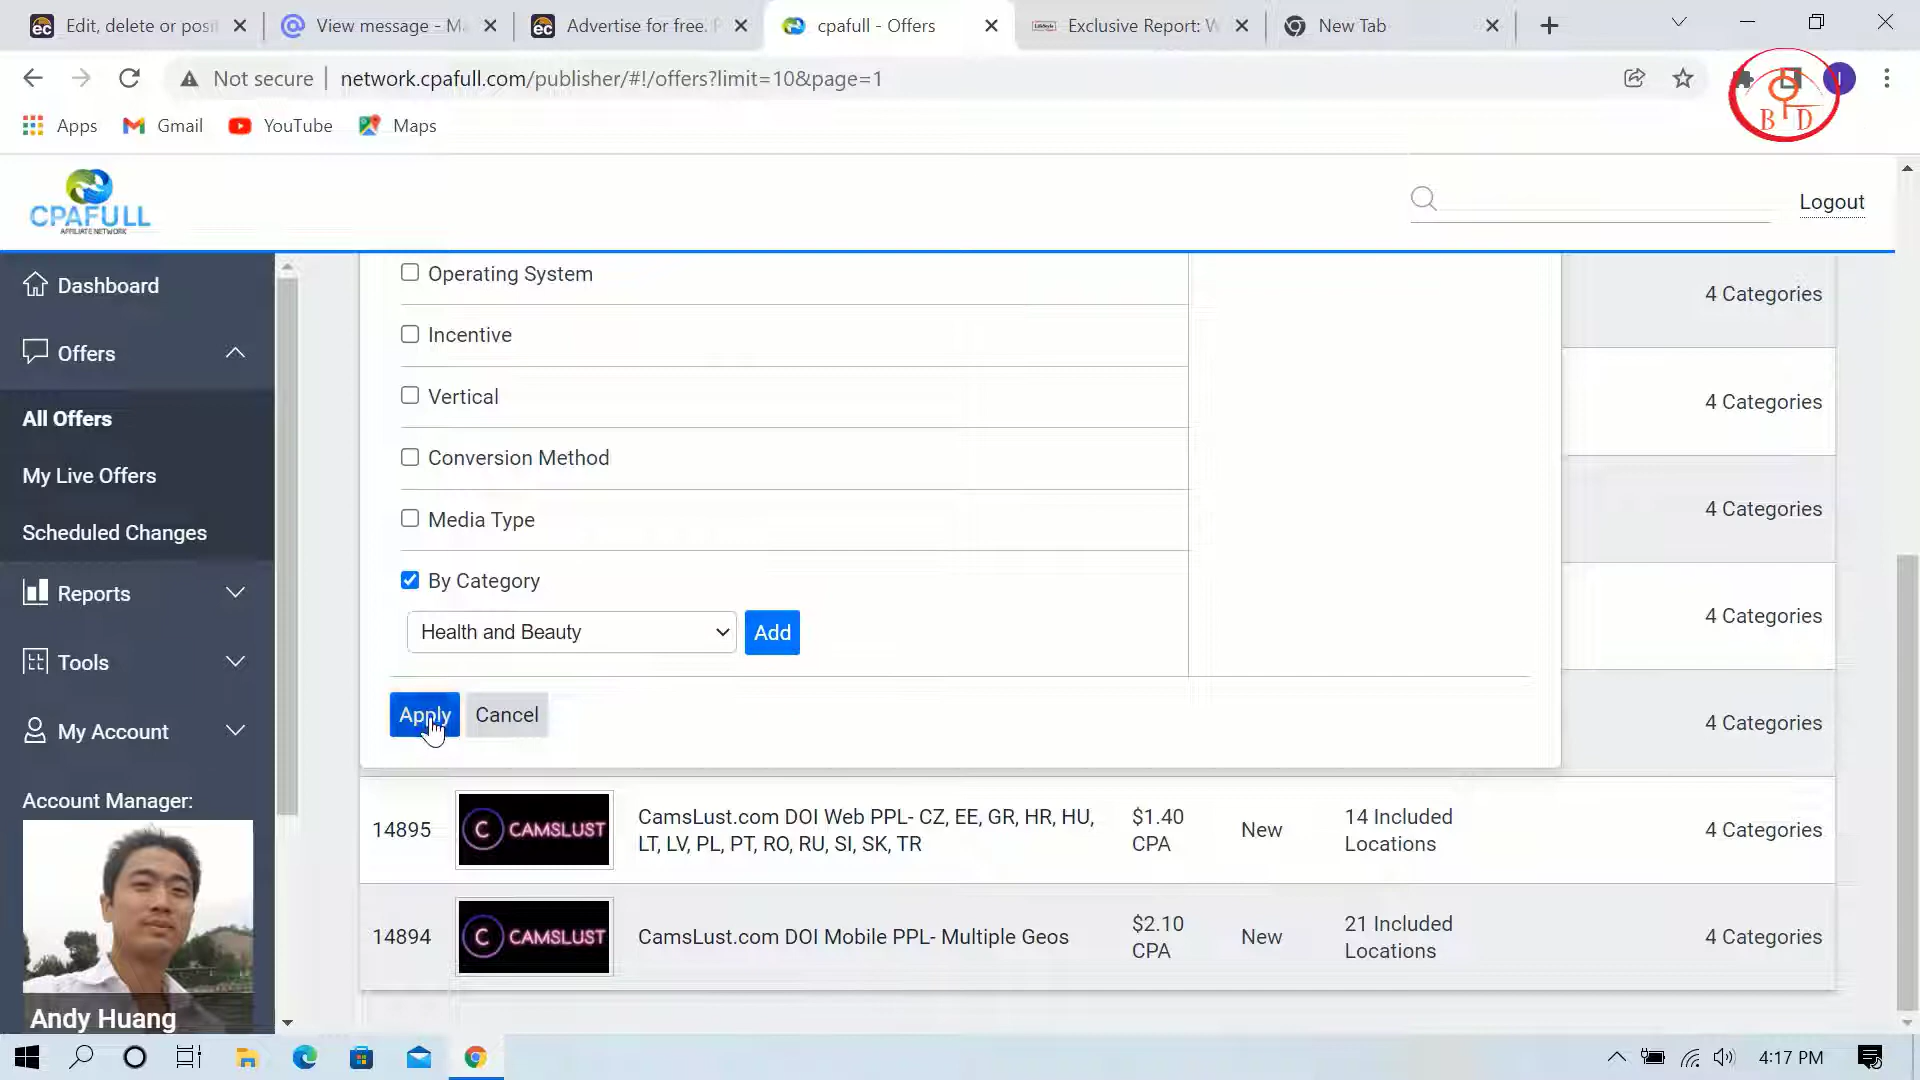 Edit, delete or posi
View message - Ma
Advertise for free. P
cpafull - Offers
Exclusive Report: W
New Tab
Not secure
network.cpafull.com/publisher/#!/offers?limit=10&page=1
Apps
Gmail
YouTube
Maps
B D
CPAFULL
AFFILIATE NETWORK
Logout
Dashboard
Offers
All Offers
My Live Offers
Scheduled Changes
Reports
Tools
My Account
Account Manager:
Andy Huang
Operating System
Incentive
Vertical
Conversion Method
Media Type
By Category
Health and Beauty
Add
Apply
Cancel
4 Categories
4 Categories
4 Categories
4 Categories
4 Categories
14895
C CAMSLUST
CamsLust.com DOI Web PPL- CZ, EE, GR, HR, HU,
LT, LV, PL, PT, RO, RU, SI, SK, TR
$1.40
CPA
New
14 Included
Locations
4 Categories
14894
C CAMSLUST
CamsLust.com DOI Mobile PPL- Multiple Geos
$2.10
CPA
New
21 Included
Locations
4 Categories
4:17 PM